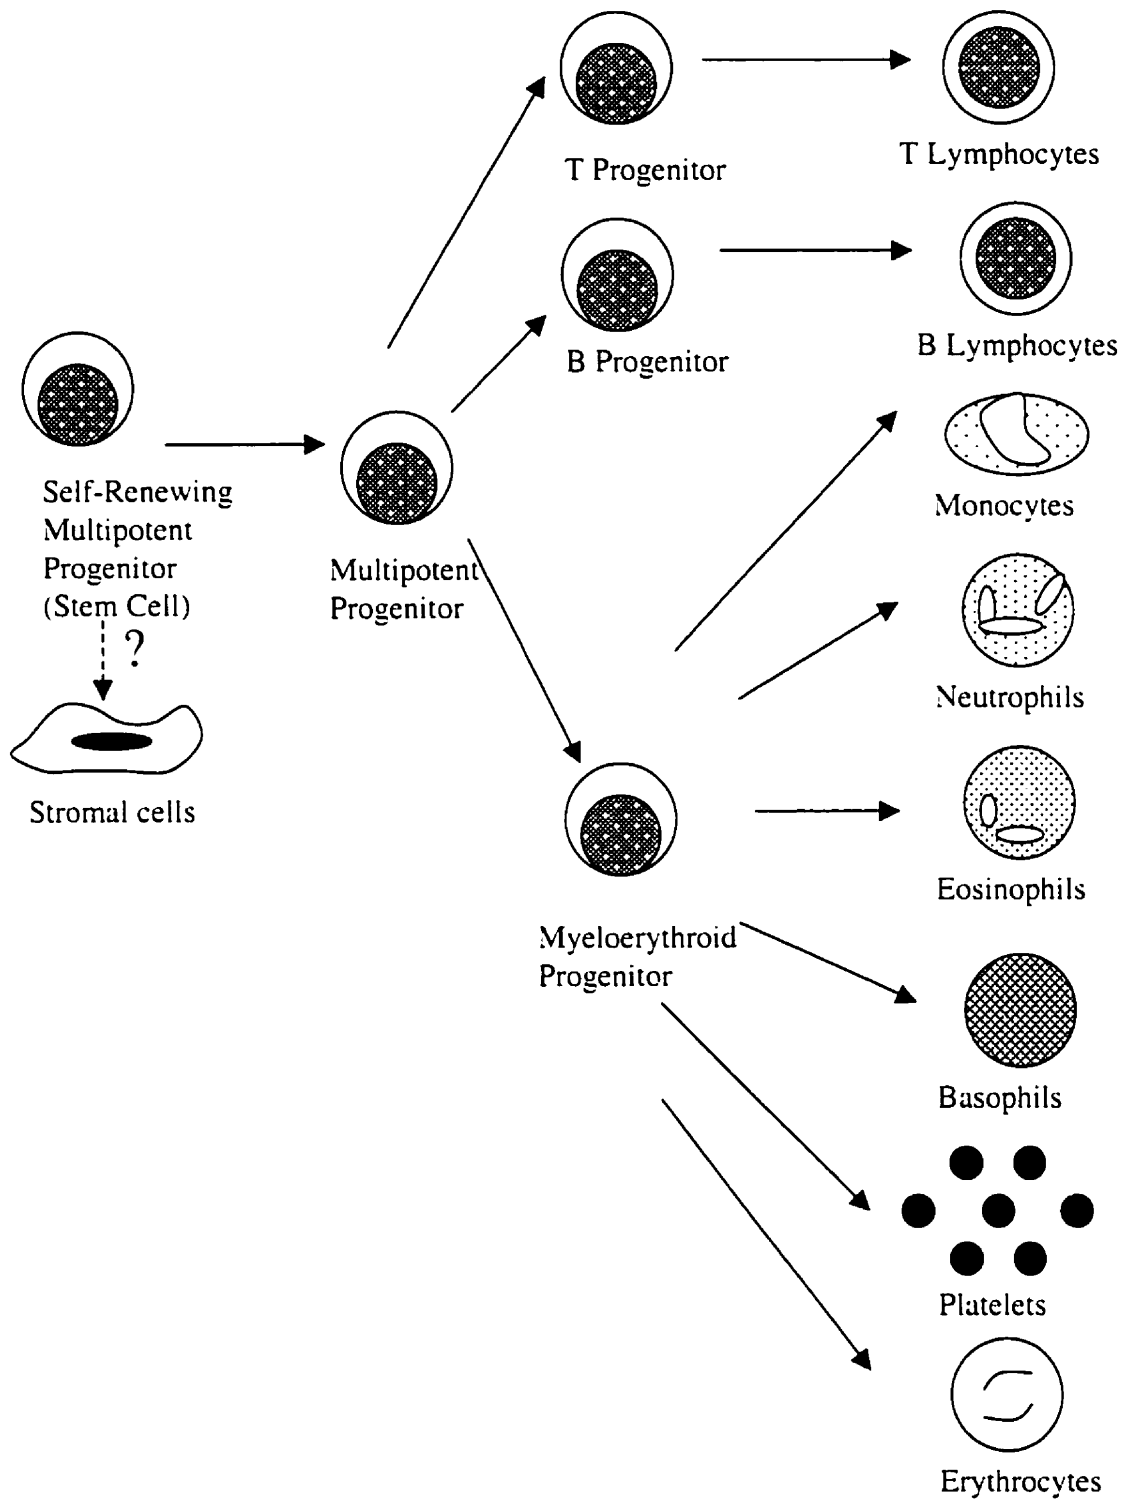 T Progenitor
T Lymphocytes
B Progenitor
B Lymphocytes
Self-Renewing
Multipotent
Progenitor
(Stem Cell)
?
Stromal cells
Multipotent
Progenitor
Monocytes
Neutrophils
Eosinophils
Myeloerythroid
Progenitor
Basophils
Platelets
Erythrocytes